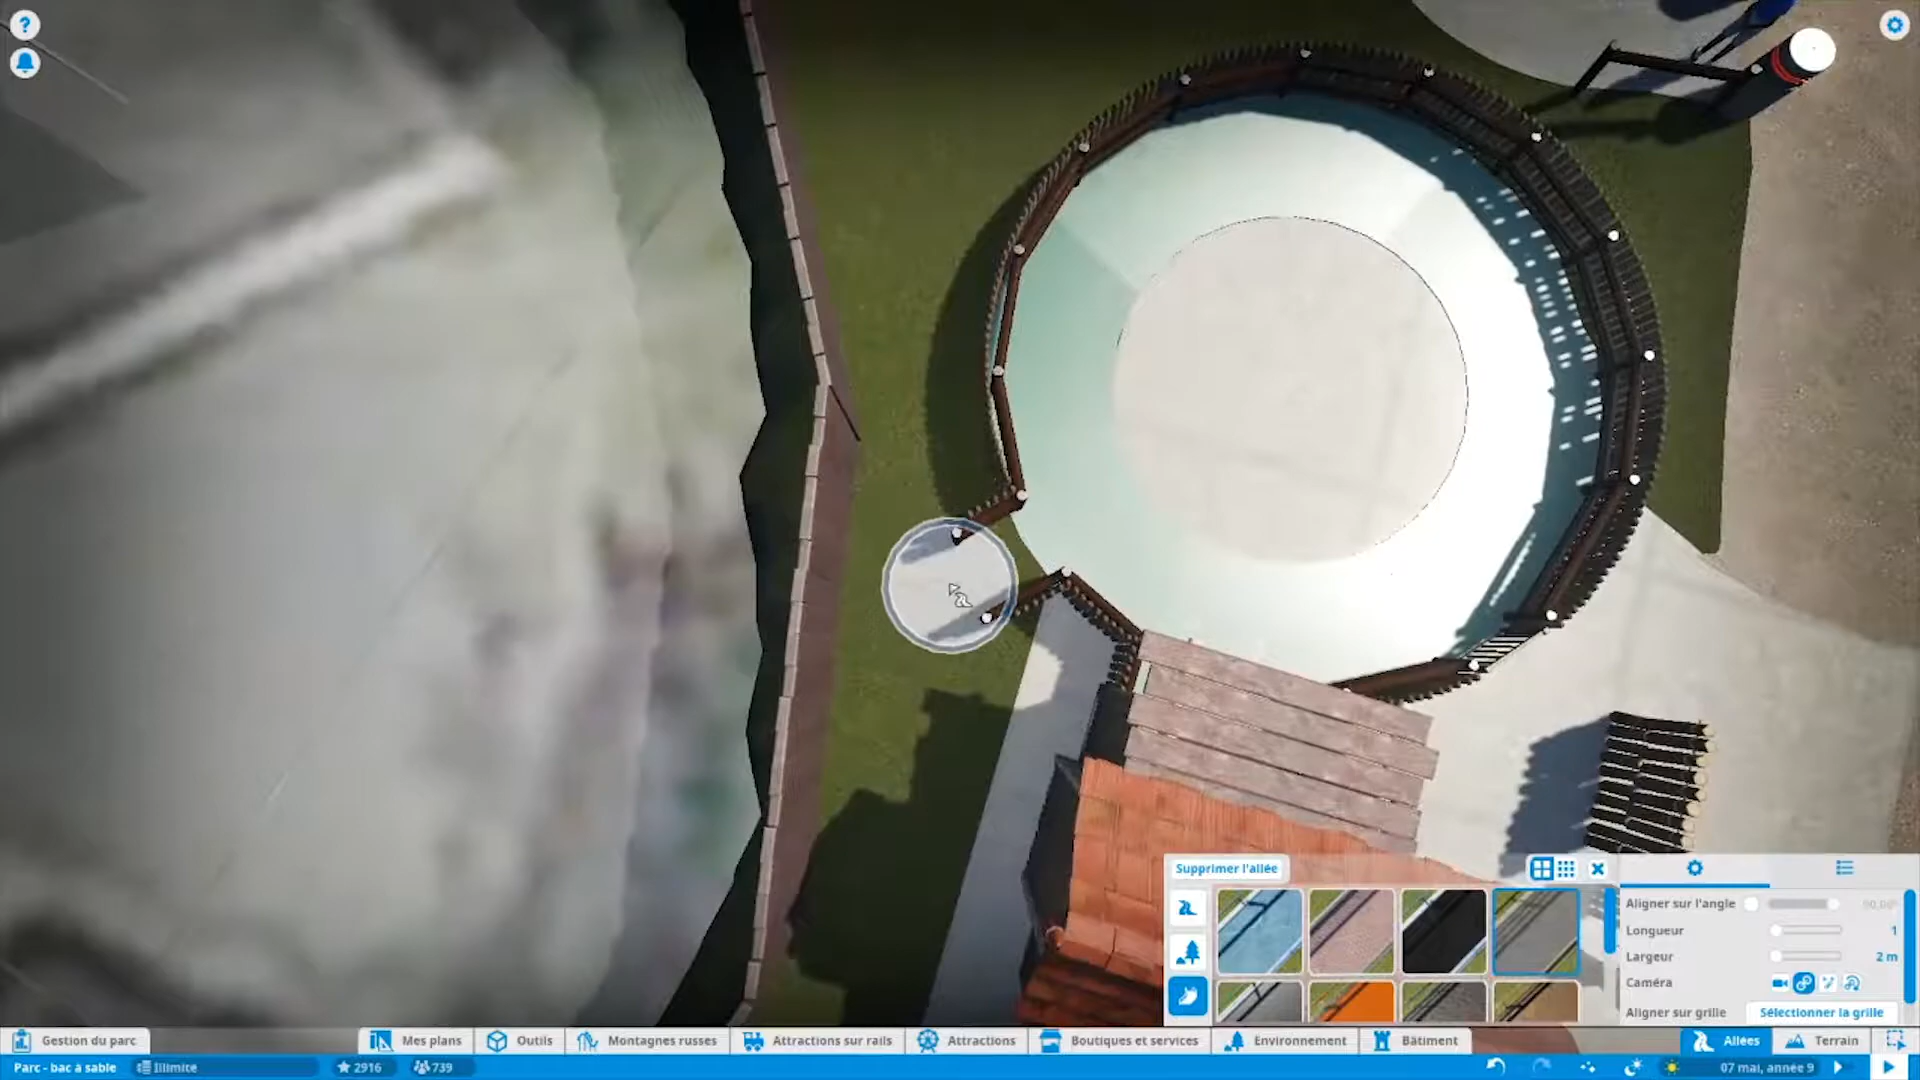 ?
Supprimer l'allée
Aligner sur l'angle
Longueur 1
Largeur 2 m
Caméra
Aligner sur grille Sélectionner la grille
Gestion du parc Mes plans Outils Montagnes russes Attractions sur rails Attractions Boutiques et services Environnement Bâtiment Allées Terrain
Parc - bac à sable Illimité 2916 739 07 mai, année 9